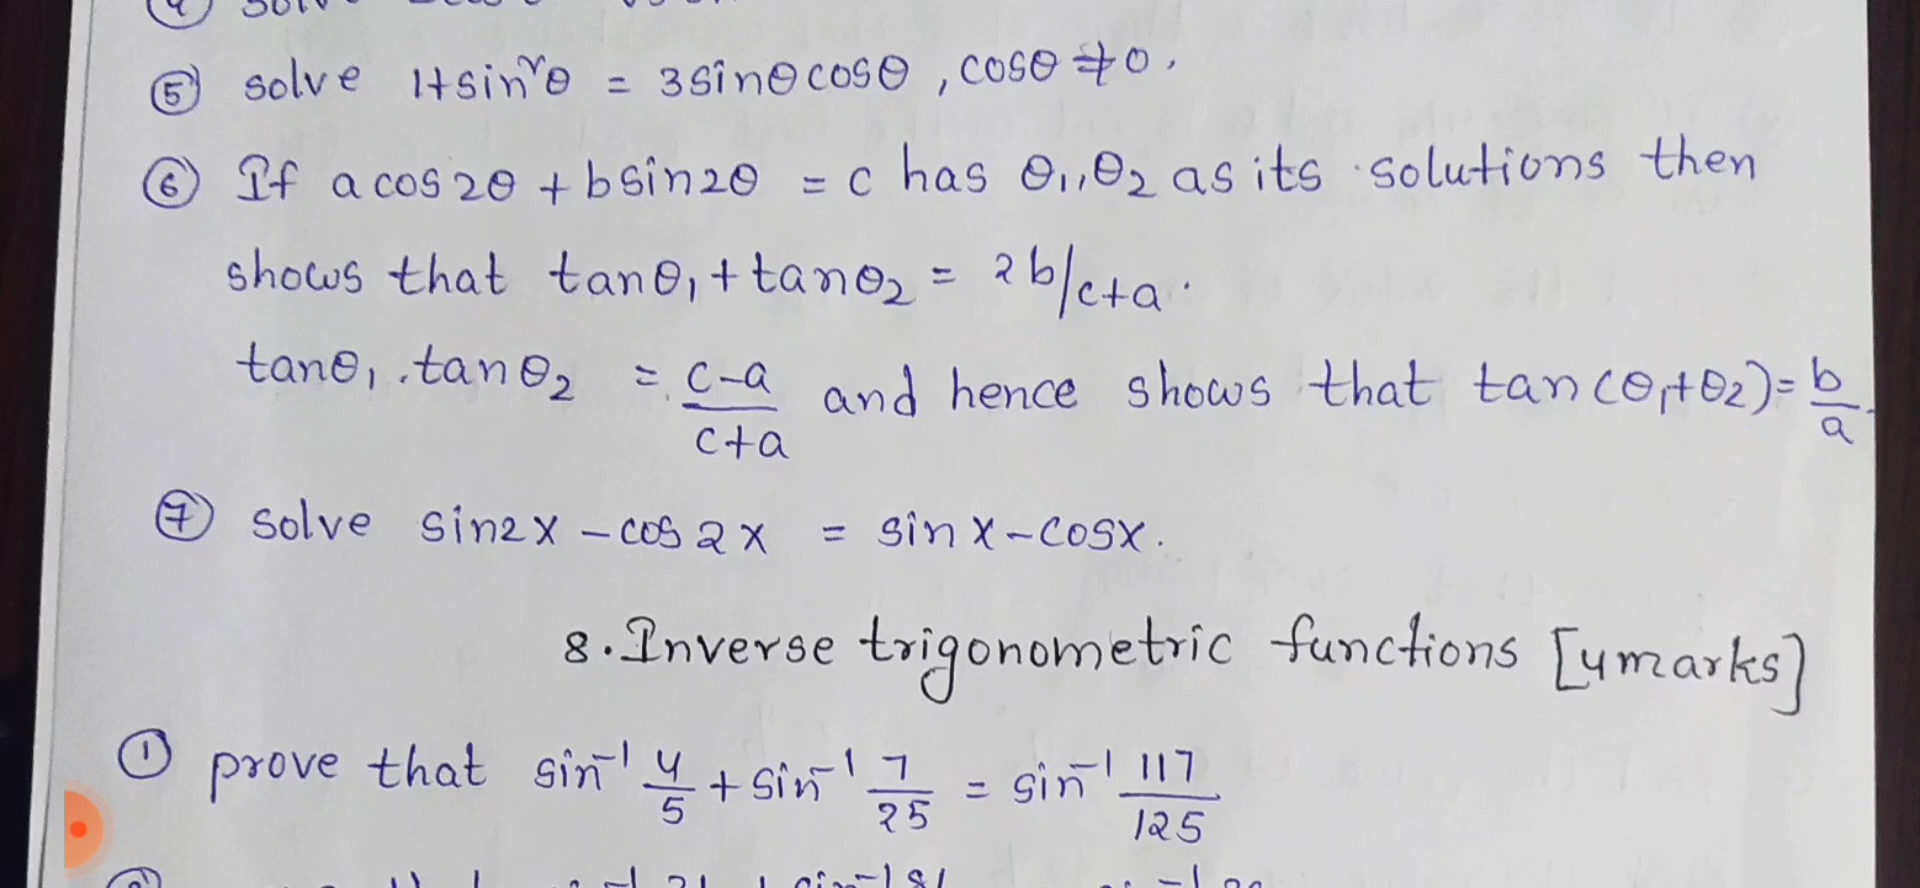 ⑤ solve 1+sin²θ = 3sinθcosθ, cosθ ≠ 0.
⑥ If a cos2θ + b sin2θ = c has θ₁,,θ₂ as its solutions then
shows that tanθ₁ + tanθ₂ = 2b/c+a.
tanθ₁.tanθ₂ = c-a/c+a and hence shows that tan(θ₁+θ₂) = b/a.
⑦ solve sin2x - cos2x = sinx - cosx.
8. Inverse trigonometric functions [4marks]
① prove that sin⁻¹ 4/5 + sin⁻¹ 7/25 = sin⁻¹ 117/125